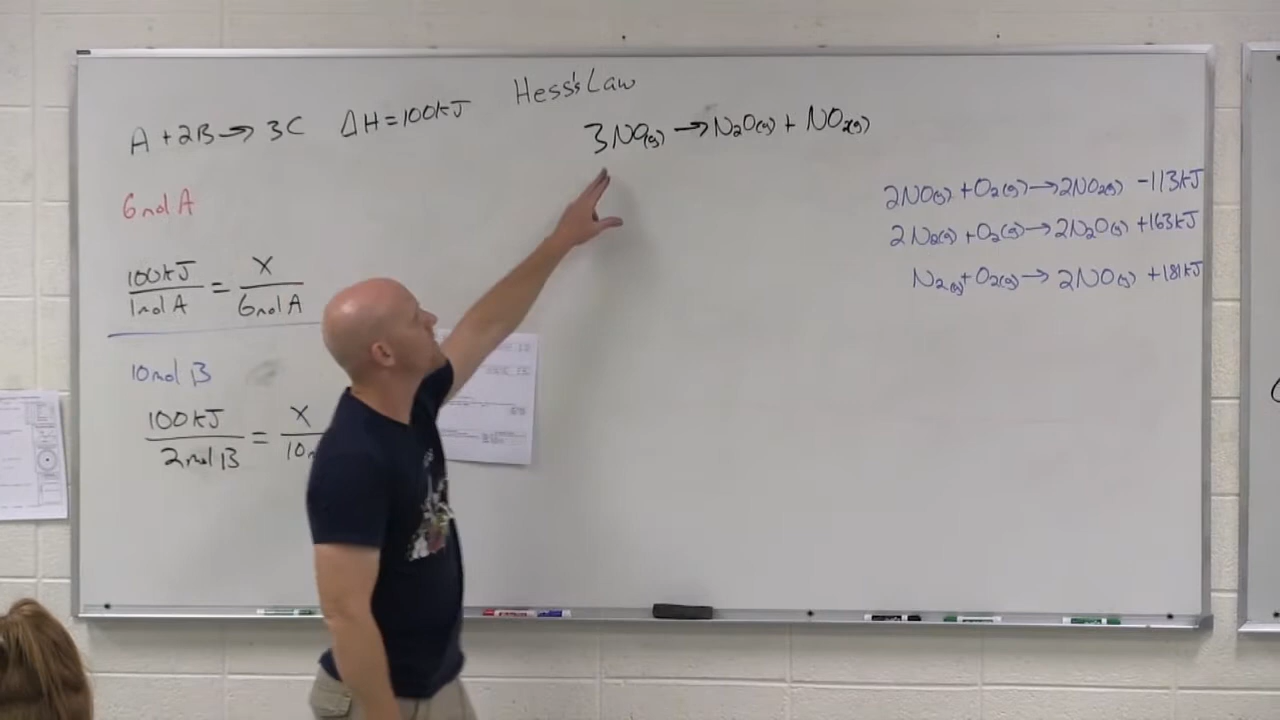 Hess's Law
A + 2B → 3C ΔH = 100kJ
3NO(g) → N₂O(g) + NO₂(g)
6mol A
100kJ / 1mol A = X / 6mol A
10mol B
100kJ / 2mol B = X / 10
2NO(g) + O₂(g) → 2NO₂(g) -113kJ
2N₂(g) + O₂(g) → 2N₂O(g) +163kJ
N₂(g) + O₂(g) → 2NO(g) +181kJ